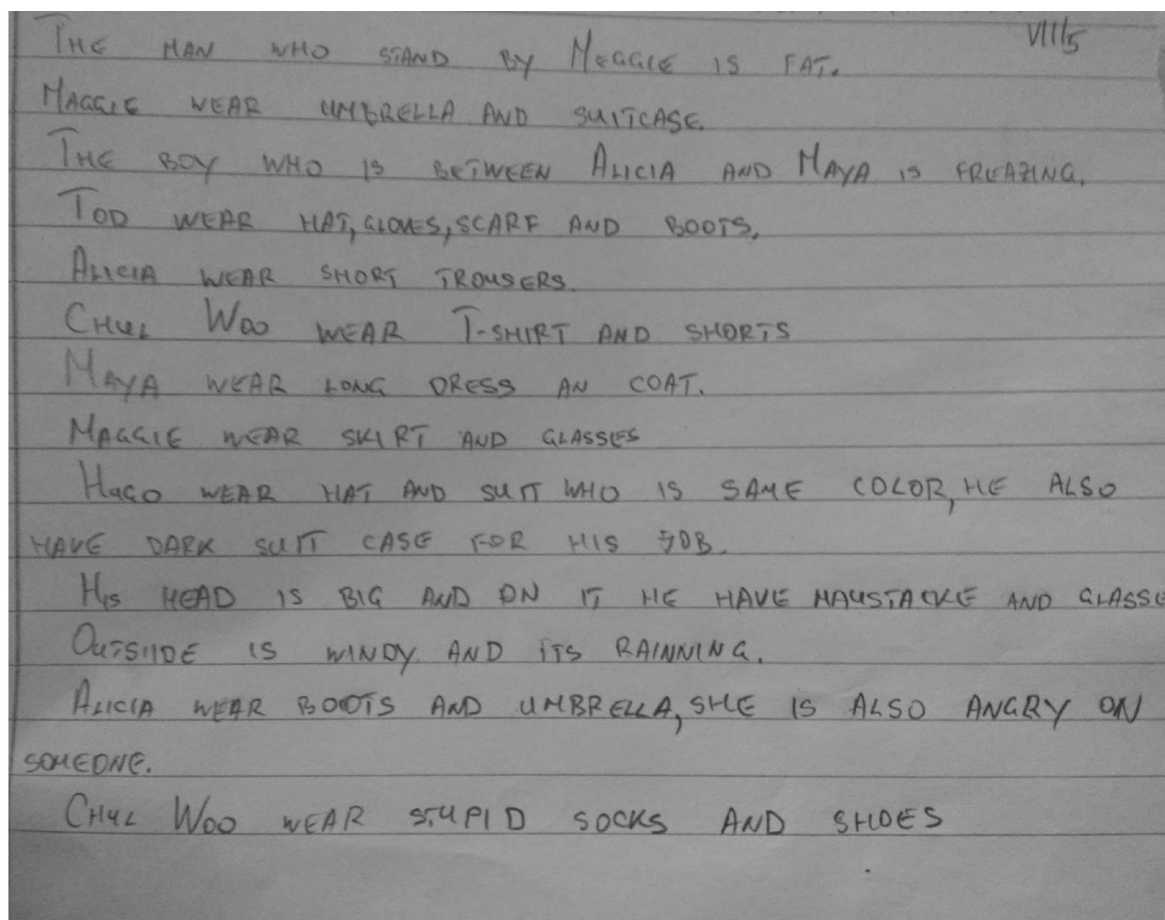 VIII/5
THE MAN WHO STAND BY MEGGIE IS FAT.
MAGGIE WEAR UMBRELLA AND SUITCASE.
THE BOY WHO IS BETWEEN ALICIA AND MAYA IS FREAZING.
TOD WEAR HAT, GLOVES, SCARF AND BOOTS.
ALICIA WEAR SHORT TROUSERS.
CHUL WOO WEAR T-SHIRT AND SHORTS
MAYA WEAR LONG DRESS AN COAT.
MAGGIE WEAR SKIRT AND GLASSES
HUGO WEAR HAT AND SUIT WHO IS SAME COLOR, HE ALSO
HAVE DARK SUIT CASE FOR HIS JOB.
HIS HEAD IS BIG AND ON IT HE HAVE MAUSTACKE AND GLASSE
OUTSIIDE IS WINDY AND ITS RAINNING.
ALICIA WEAR BOOTS AND UMBRELLA, SHE IS ALSO ANGRY ON
SOMEONE.
CHUL WOO WEAR STUPID SOCKS AND SHOES